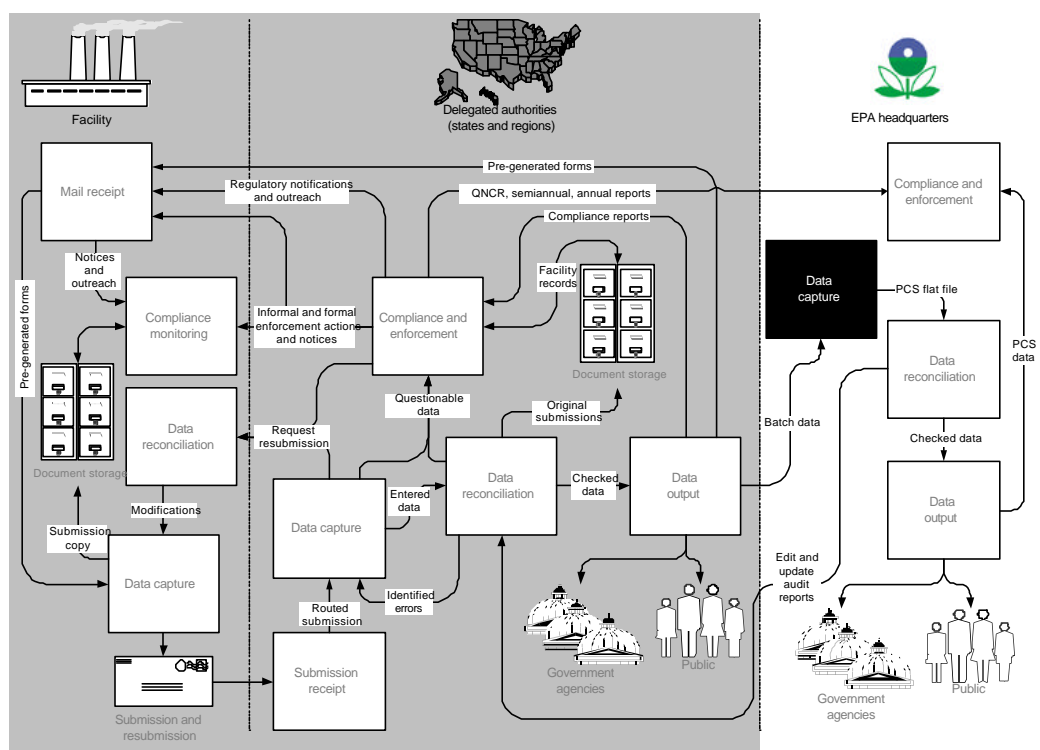 Facility
Delegated authorities
(states and regions)
EPA headquarters
Mail receipt
Pre-generated forms
Regulatory notifications
and outreach
QNCR, semiannual, annual reports
Compliance reports
Compliance and
enforcement
Notices
and
outreach
Facility
records
Data
capture
PCS flat file
Pre-generated forms
Compliance
monitoring
Informal and formal
enforcement actions
and notices
Compliance and
enforcement
Document storage
Data
reconciliation
PCS
data
Questionable
data
Original
submissions
Batch data
Data
reconciliation
Request
resubmission
Checked data
Document storage
Modifications
Submission
copy
Data capture
Data capture
Entered
data
Data
reconciliation
Checked
data
Data
output
Data
output
Edit and
update
audit
reports
Identified
errors
Routed
submission
Submission
receipt
Government
agencies
Public
Submission and
resubmission
Government
agencies
Public